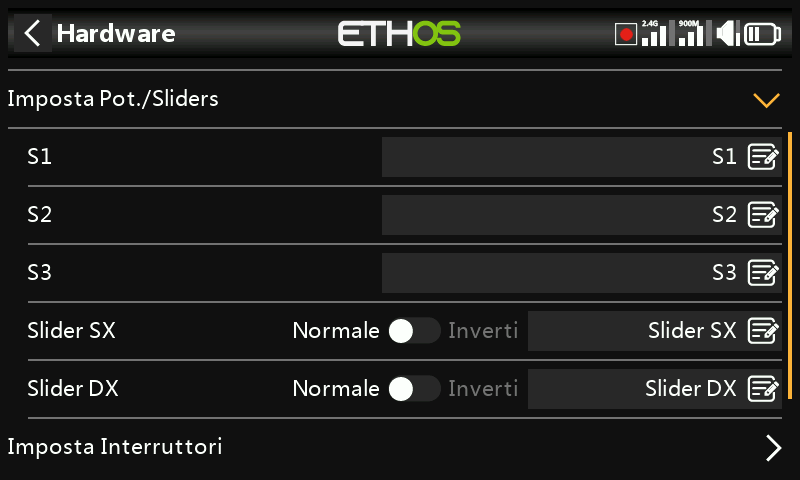 Hardware ETHOS 2.4G 900M
Imposta Pot./Sliders
S1 S1
S2 S2
S3 S3
Slider SX Normale Inverti Slider SX
Slider DX Normale Inverti Slider DX
Imposta Interruttori